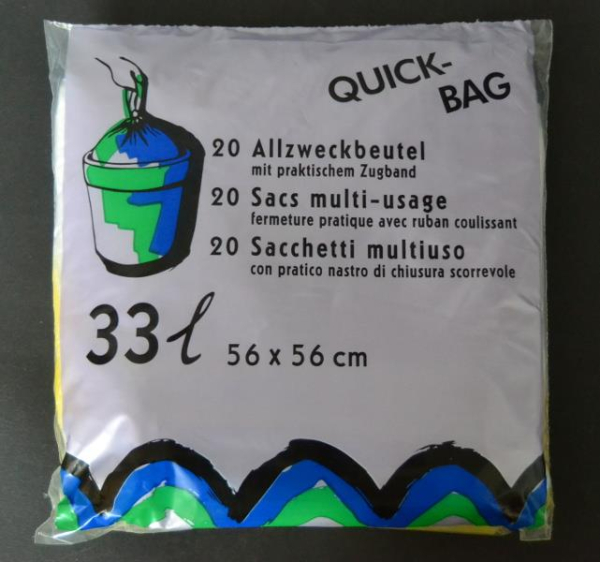 QUICK-
BAG
20 Allzweckbeutel
mit praktischem Zugband
20 Sacs multi-usage
fermeture pratique avec ruban coulissant
20 Sacchetti multiuso
con pratico nastro di chiusura scorrevole
33 l 56 x 56 cm